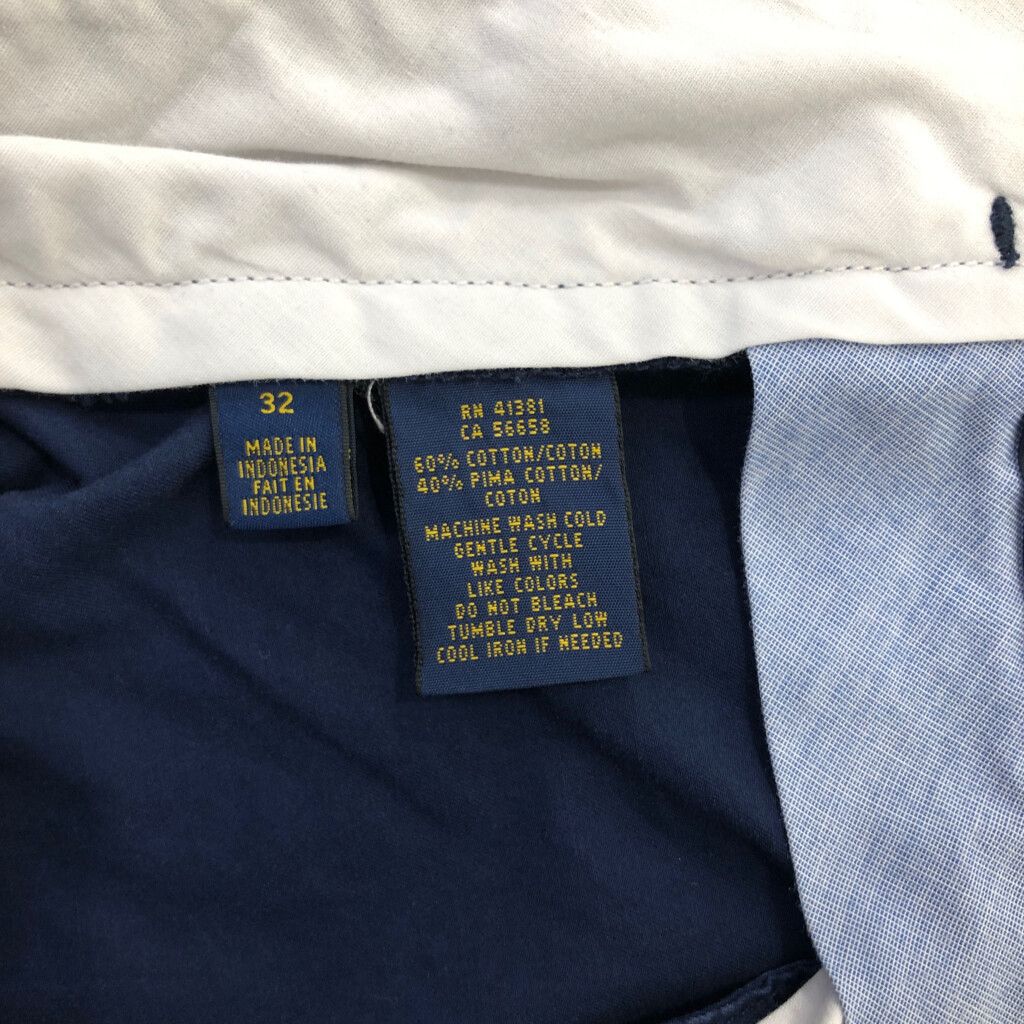 32
MADE IN
INDONESIA
FAIT EN
INDONESIE
RN 41381
CA 56658
60% COTTON/COTON
40% PIMA COTTON/
COTON
MACHINE WASH COLD
GENTLE CYCLE
WASH WITH
LIKE COLORS
DO NOT BLEACH
TUMBLE DRY LOW
COOL IRON IF NEEDED